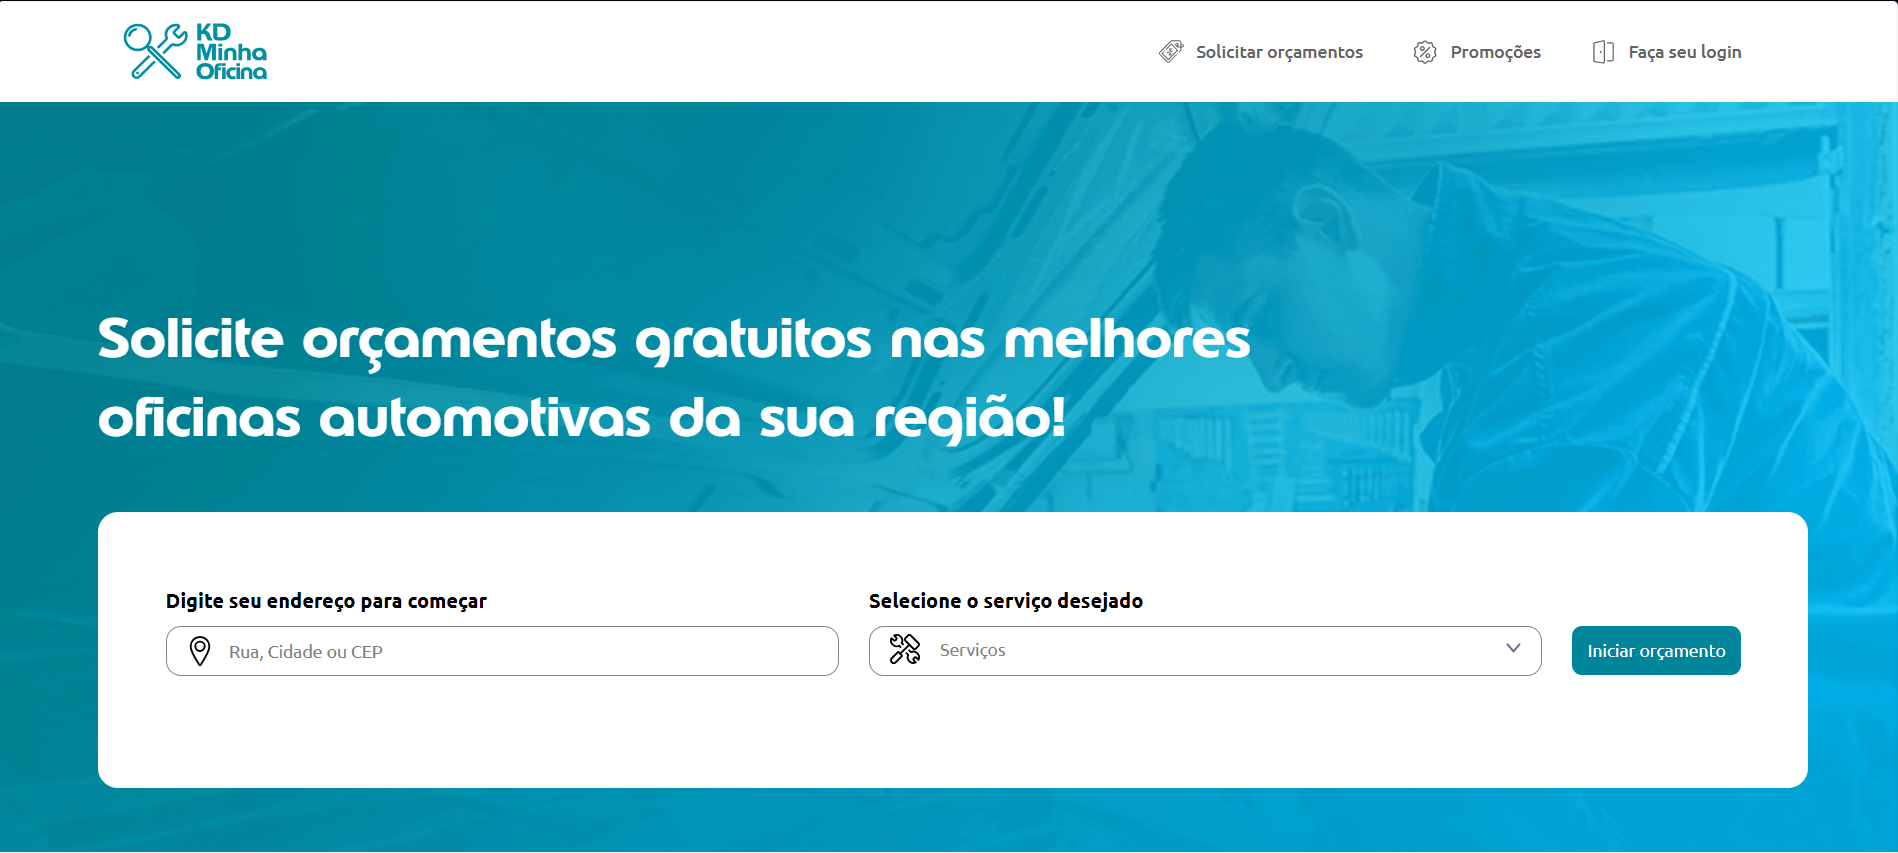 KD
Minha
Oficina
Solicitar orçamentos
Promoções
Faça seu login
Solicite orçamentos gratuitos nas melhores
oficinas automotivas da sua região!
Digite seu endereço para começar
Selecione o serviço desejado
Rua, Cidade ou CEP
Serviços
Iniciar orçamento